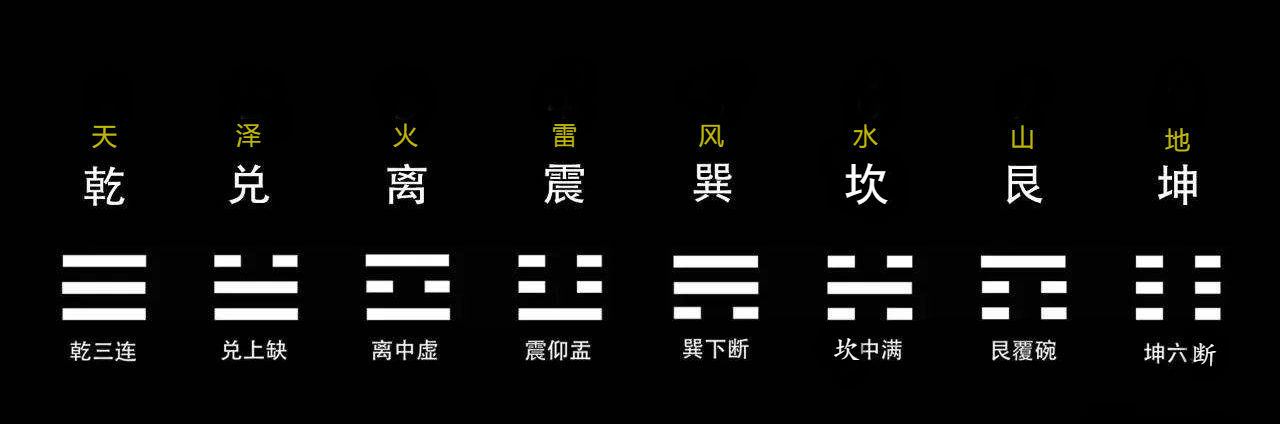 天 泽 火 雷 风 水 山 地
乾 兑 离 震 巽 坎 艮 坤
乾三连 兑上缺 离中虚 震仰盂 巽下断 坎中满 艮覆碗 坤六断